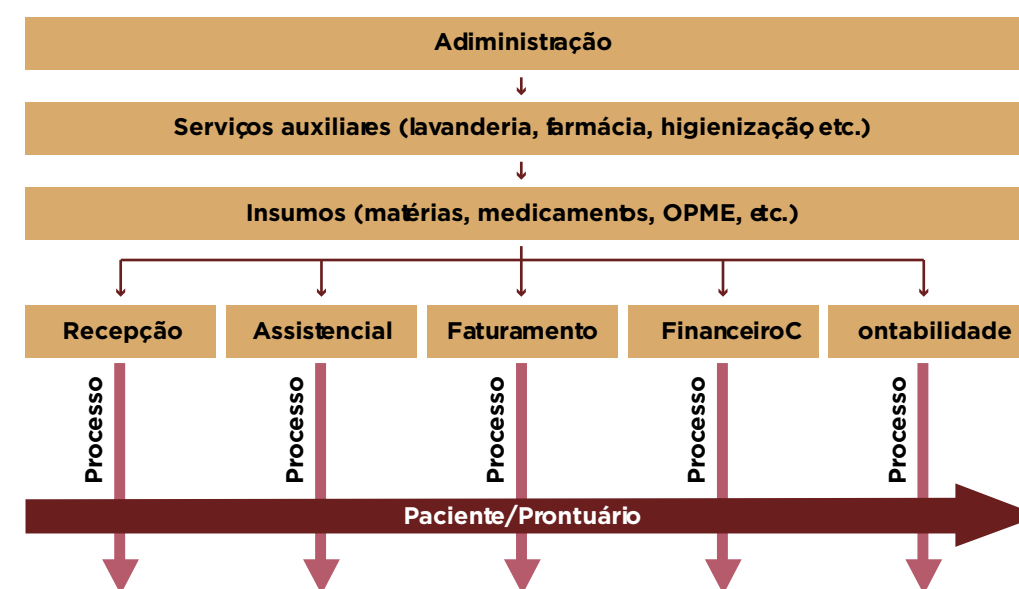 Adiministração
Serviços auxiliares (lavanderia, farmácia, higienização, etc.)
Insumos (matérias, medicamentos, OPME, etc.)
Recepção
Assistencial
Faturamento
FinanceiroC
ontabilidade
Processo
Processo
Processo
Processo
Processo
Paciente/Prontuário